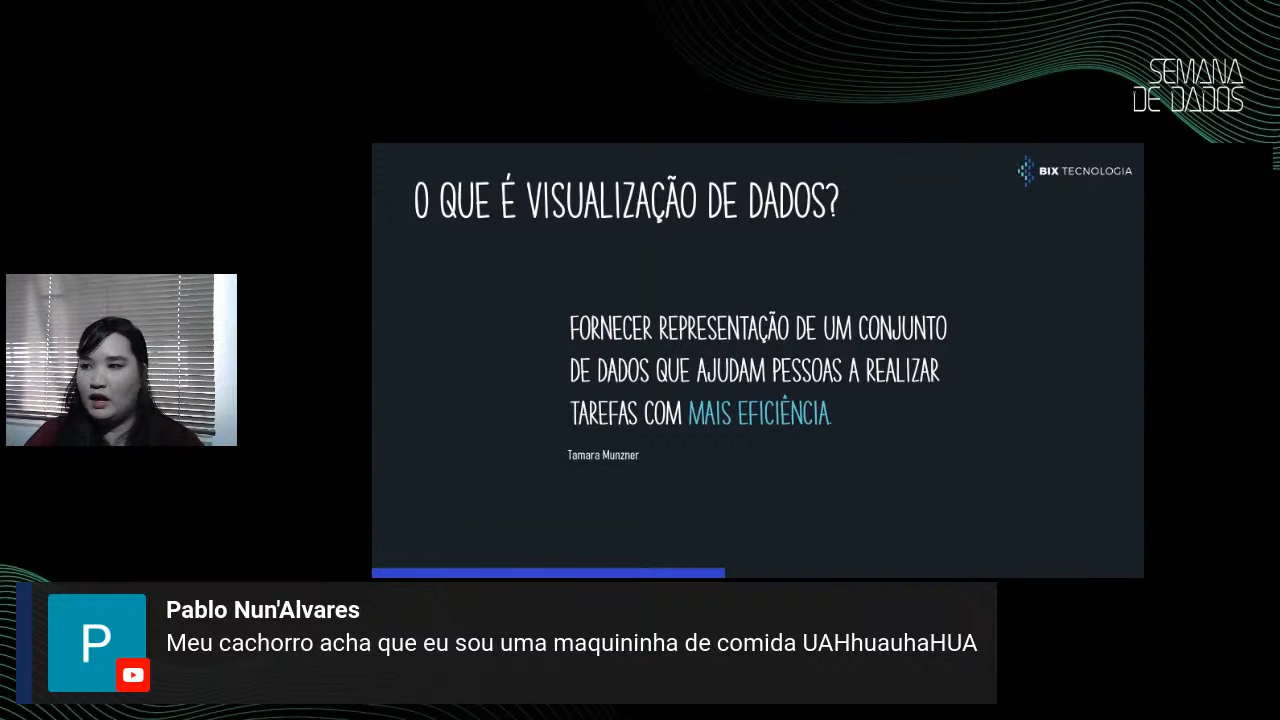 SEMANA
DE DADOS
BIX TECNOLOGIA
O QUE É VISUALIZAÇÃO DE DADOS?
FORNECER REPRESENTAÇÃO DE UM CONJUNTO
DE DADOS QUE AJUDAM PESSOAS A REALIZAR
TAREFAS COM MAIS EFICIÊNCIA.
Tamara Munzner
P
Pablo Nun'Alvares
Meu cachorro acha que eu sou uma maquininha de comida UAHhuauhaHUA